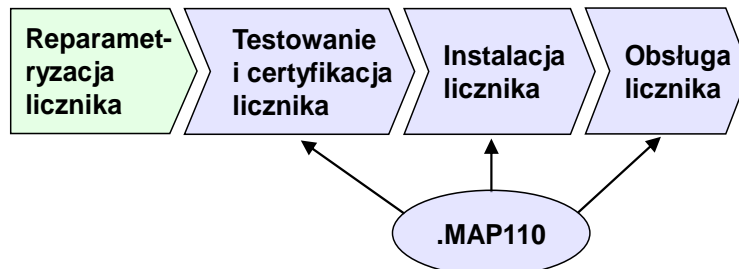 Reparamet-
ryzacja
licznika
Testowanie
i certyfikacja
licznika
Instalacja
licznika
Obsługa
licznika
.MAP110